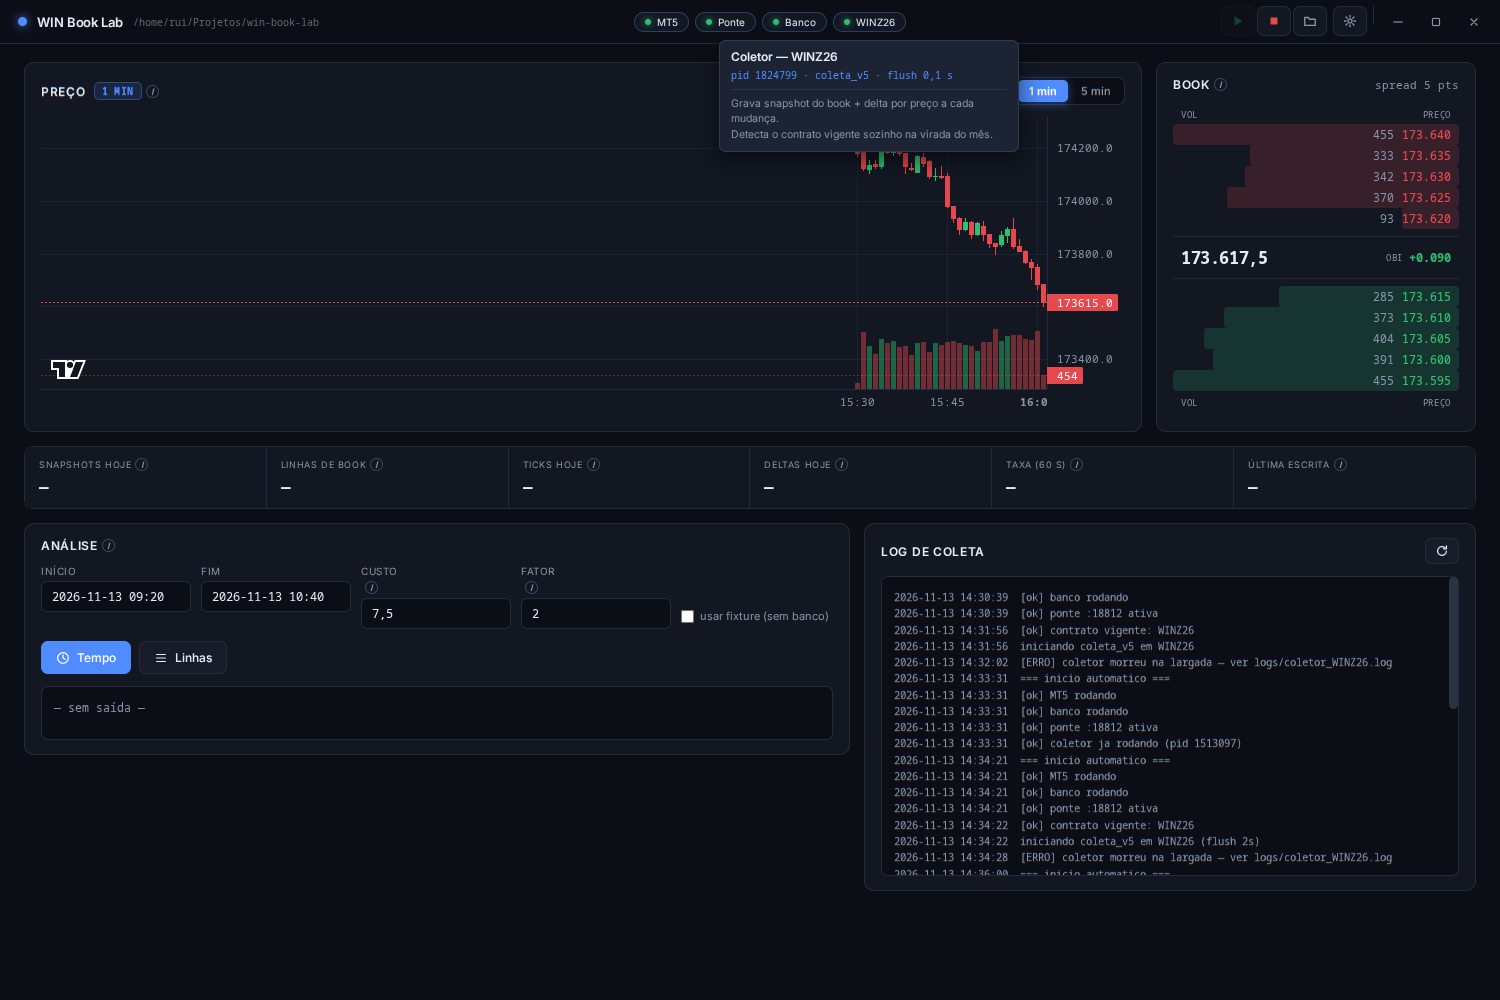 WIN Book Lab /home/rui/Projetos/win-book-lab
MT5
Ponte
Banco
WINZ26
Coletor — WINZ26
pid 1824799 · coleta_v5 · flush 0,1 s
Grava snapshot do book + delta por preço a cada
mudança.
Detecta o contrato vigente sozinho na virada do mês.
PREÇO 1 MIN i
1 min 5 min
174200.0
174000.0
173800.0
173615.0
173400.0
454
15:30 15:45 16:0
BOOK i spread 5 pts
VOL PREÇO
455 173.640
333 173.635
342 173.630
370 173.625
93 173.620
173.617,5 OBI +0.090
285 173.615
373 173.610
404 173.605
391 173.600
455 173.595
VOL PREÇO
SNAPSHOTS HOJE i
—
LINHAS DE BOOK i
—
TICKS HOJE i
—
DELTAS HOJE i
—
TAXA (60 S) i
—
ÚLTIMA ESCRITA i
—
ANÁLISE i
INÍCIO
2026-11-13 09:20
FIM
2026-11-13 10:40
CUSTO
i
7,5
FATOR
i
2
usar fixture (sem banco)
Tempo
Linhas
— sem saída —
LOG DE COLETA
2026-11-13 14:30:39 [ok] banco rodando
2026-11-13 14:30:39 [ok] ponte :18812 ativa
2026-11-13 14:31:56 [ok] contrato vigente: WINZ26
2026-11-13 14:31:56 iniciando coleta_v5 em WINZ26
2026-11-13 14:32:02 [ERRO] coletor morreu na largada — ver logs/coletor_WINZ26.log
2026-11-13 14:33:31 === inicio automatico ===
2026-11-13 14:33:31 [ok] MT5 rodando
2026-11-13 14:33:31 [ok] banco rodando
2026-11-13 14:33:31 [ok] ponte :18812 ativa
2026-11-13 14:33:31 [ok] coletor ja rodando (pid 1513097)
2026-11-13 14:34:21 === inicio automatico ===
2026-11-13 14:34:21 [ok] MT5 rodando
2026-11-13 14:34:21 [ok] banco rodando
2026-11-13 14:34:21 [ok] ponte :18812 ativa
2026-11-13 14:34:22 [ok] contrato vigente: WINZ26
2026-11-13 14:34:22 iniciando coleta_v5 em WINZ26 (flush 2s)
2026-11-13 14:34:28 [ERRO] coletor morreu na largada — ver logs/coletor_WINZ26.log
2026-11-13 14:36:00 === inicio automatico ===